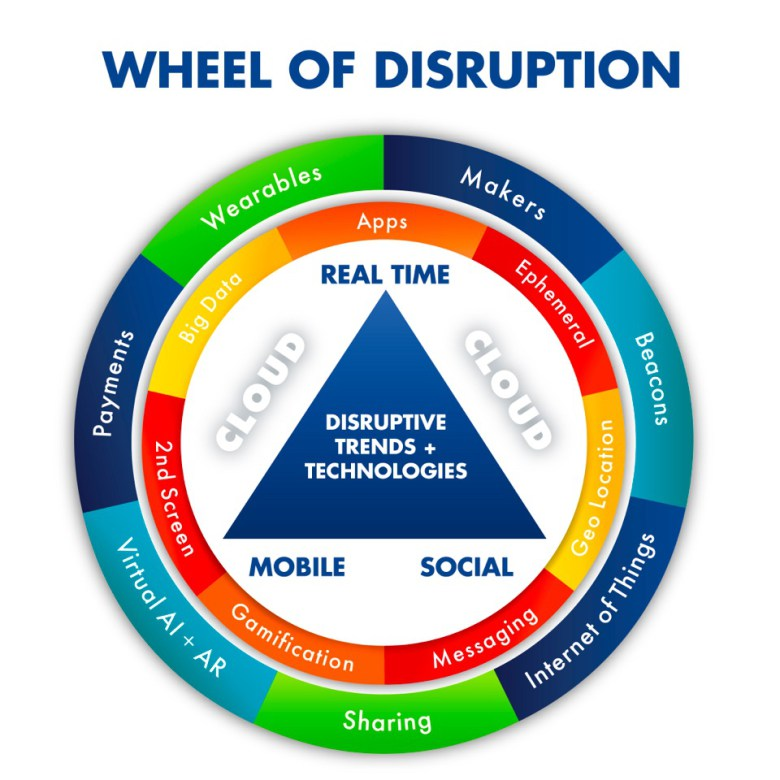 WHEEL OF DISRUPTION
Wearables
Makers
Beacons
Internet of Things
Sharing
Virtual AI + AR
Payments
Apps
Ephemeral
Geo Location
Messaging
Gamification
2nd Screen
Big Data
REAL TIME
CLOUD
CLOUD
DISRUPTIVE
TRENDS +
TECHNOLOGIES
MOBILE
SOCIAL